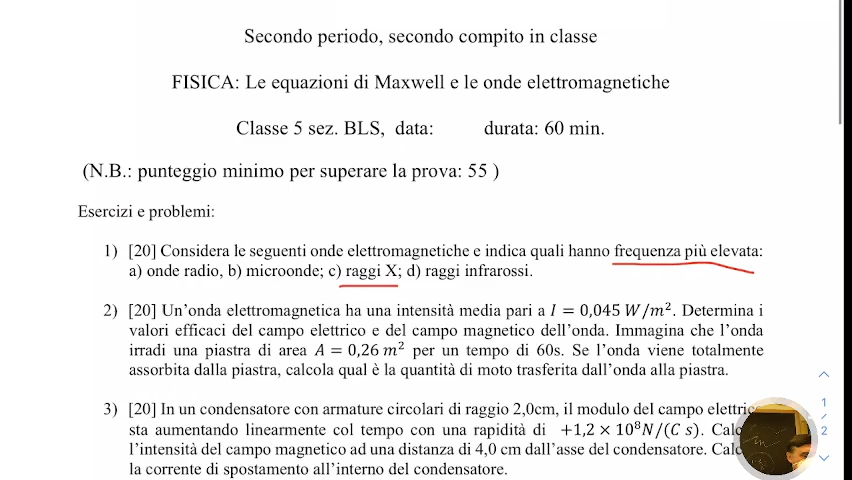 Secondo periodo, secondo compito in classe
FISICA: Le equazioni di Maxwell e le onde elettromagnetiche
Classe 5 sez. BLS, data: durata: 60 min.
(N.B.: punteggio minimo per superare la prova: 55 )
Esercizi e problemi:
1) [20] Considera le seguenti onde elettromagnetiche e indica quali hanno frequenza più elevata:
a) onde radio, b) microonde; c) raggi X; d) raggi infrarossi.
2) [20] Un'onda elettromagnetica ha una intensità media pari a I = 0,045 W/m². Determina i
valori efficaci del campo elettrico e del campo magnetico dell'onda. Immagina che l'onda
irradi una piastra di area A = 0,26 m² per un tempo di 60s. Se l'onda viene totalmente
assorbita dalla piastra, calcola qual è la quantità di moto trasferita dall'onda alla piastra.
3) [20] In un condensatore con armature circolari di raggio 2,0cm, il modulo del campo elettrico
sta aumentando linearmente col tempo con una rapidità di +1,2 × 10⁸N/(C s). Calc
l'intensità del campo magnetico ad una distanza di 4,0 cm dall'asse del condensatore. Calc
la corrente di spostamento all'interno del condensatore.
1
/
2